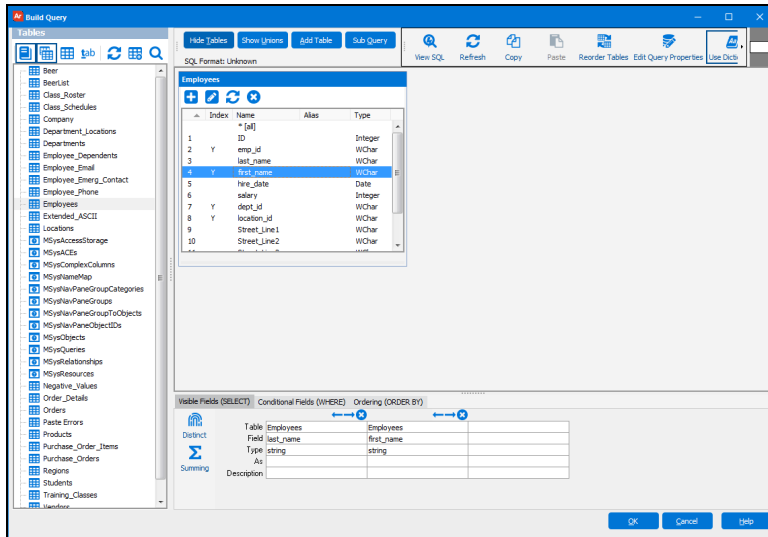 Build Query
Tables
tab
Beer
BeerList
Class_Roster
Class_Schedules
Company
Department_Locations
Departments
Employee_Dependents
Employee_Email
Employee_Emerg_Contact
Employee_Phone
Employees
Extended_ASCII
Locations
MSysAccessStorage
MSysACEs
MSysComplexColumns
MSysNameMap
MSysNavPaneGroupCategories
MSysNavPaneGroups
MSysNavPaneGroupToObjects
MSysNavPaneObjectIDs
MSysObjects
MSysQueries
MSysRelationships
MSysResources
Negative_Values
Order_Details
Orders
Paste Errors
Products
Purchase_Order_Items
Purchase_Orders
Regions
Students
Training_Classes
Vendors
Hide Tables Show Unions Add Table Sub Query
SQL Format: Unknown
View SQL Refresh Copy Paste Reorder Tables Edit Query Properties Use Dicti
Employees
Index Name Alias Type
* [all]
1 ID Integer
2 Y emp_id WChar
3 last_name WChar
4 Y first_name WChar
5 hire_date Date
6 salary Integer
7 Y dept_id WChar
8 Y location_id WChar
9 Street_Line1 WChar
10 Street_Line2 WChar
Visible Fields (SELECT) Conditional Fields (WHERE) Ordering (ORDER BY)
Distinct
Summing
Table Employees Employees
Field last_name first_name
Type string string
As
Description
OK Cancel Help